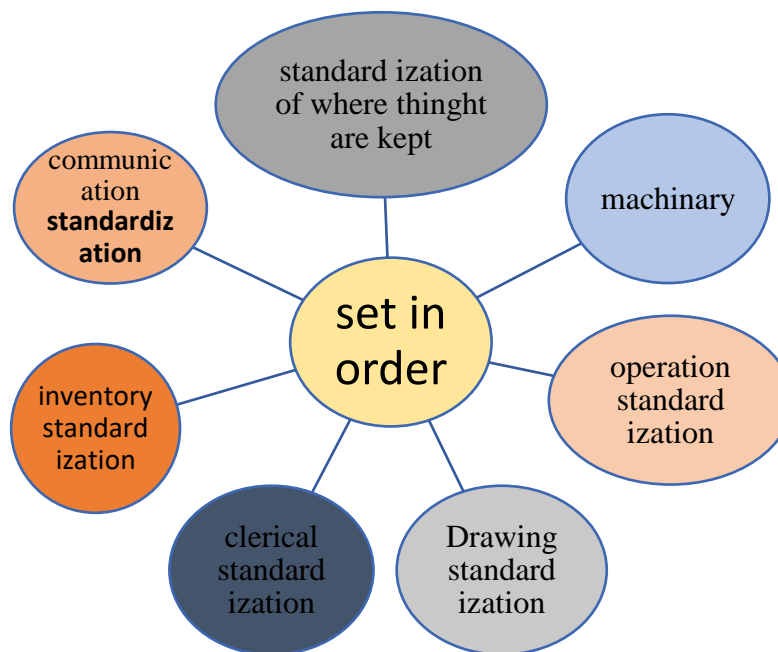 standard ization
of where thinght
are kept
communic
ation
standardiz
ation
machinary
set in
order
operation
standard
ization
inventory
standard
ization
clerical
standard
ization
Drawing
standard
ization